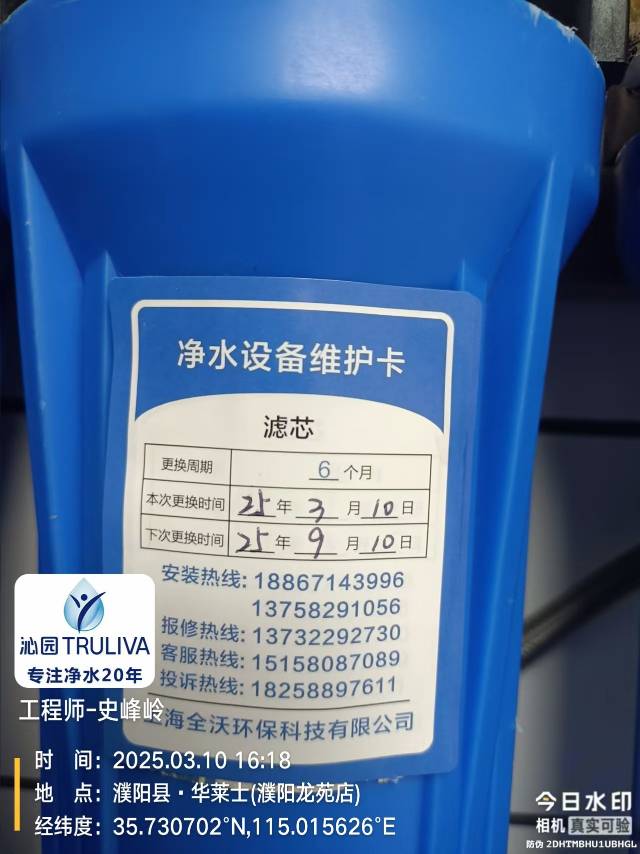 净水设备维护卡
滤芯
更换周期 6 个月
本次更换时间 25 年 3 月 10 日
下次更换时间 25 年 9 月 10 日
安装热线: 18867143996
13758291056
报修热线: 13732292730
客服热线: 15158087089
投诉热线: 18258897611
海全沃环保科技有限公司
沁园 TRULIVA
专注净水20年
工程师-史峰岭
时 间: 2025.03.10 16:18
地 点: 濮阳县·华莱士(濮阳龙苑店)
经纬度: 35.730702°N,115.015626°E
今日水印
相机 真实可验
防伪 2DHTMBHU1UBHGL